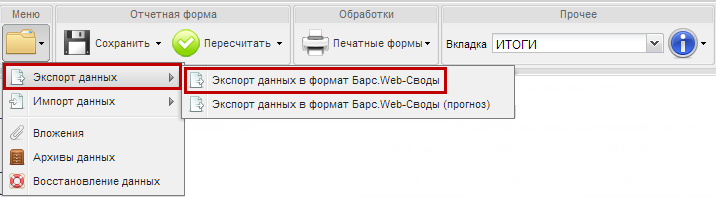 Меню
Отчетная форма
Обработки
Прочее
Сохранить
Пересчитать
Печатные формы
Вкладка
ИТОГИ
Экспорт данных
Экспорт данных в формат Барс.Web-Своды
Импорт данных
Экспорт данных в формат Барс.Web-Своды (прогноз)
Вложения
Архивы данных
Восстановление данных